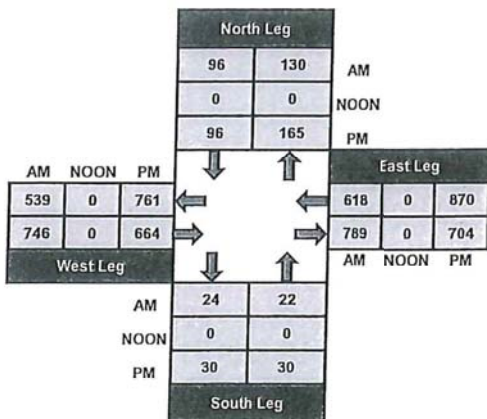 North Leg
96 130 AM
0 0 NOON
96 165 PM
AM NOON PM
East Leg
539 0 761
618 0 870
746 0 664
789 0 704
West Leg
AM NOON PM
AM 24 22
NOON 0 0
PM 30 30
South Leg